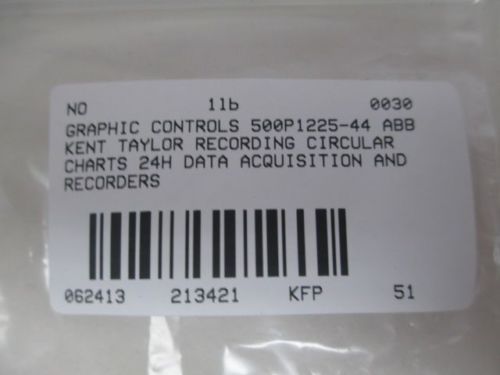 NO 1lb 0030
GRAPHIC CONTROLS 500P1225-44 ABB
KENT TAYLOR RECORDING CIRCULAR
CHARTS 24H DATA ACQUISITION AND
RECORDERS
062413 213421 KFP 51